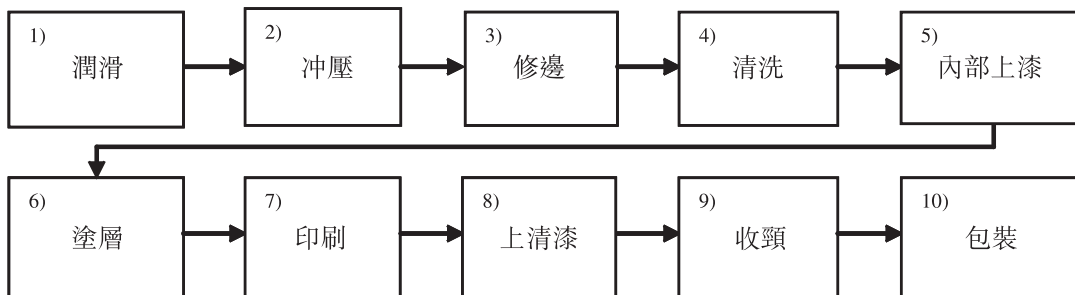 1)
潤滑
2)
冲壓
3)
修邊
4)
清洗
5)
內部上漆
6)
塗層
7)
印刷
8)
上清漆
9)
收頸
10)
包裝